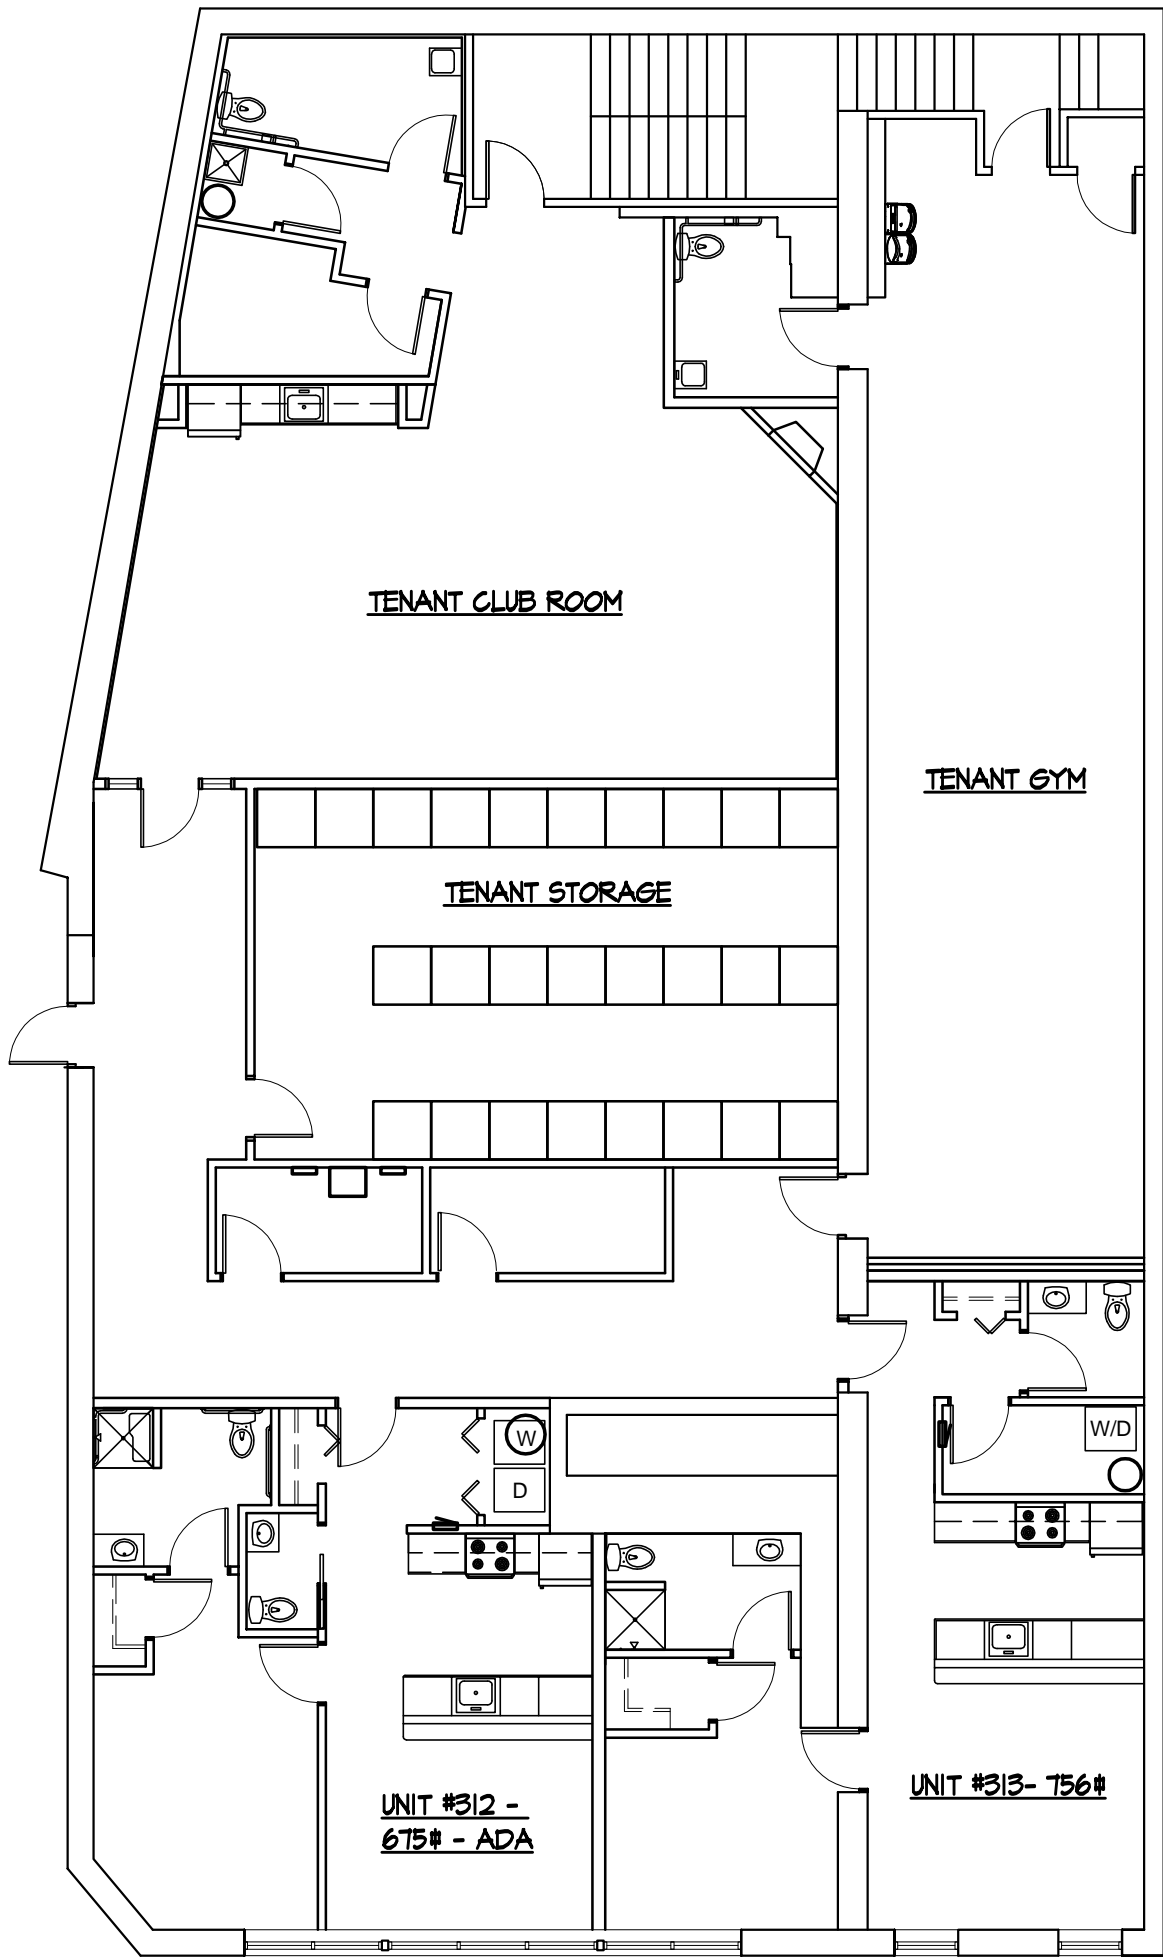 TENANT CLUB ROOM
TENANT GYM
TENANT STORAGE
W/D
W
D
UNIT #313- 756⌗
UNIT #312 -
675⌗ - ADA